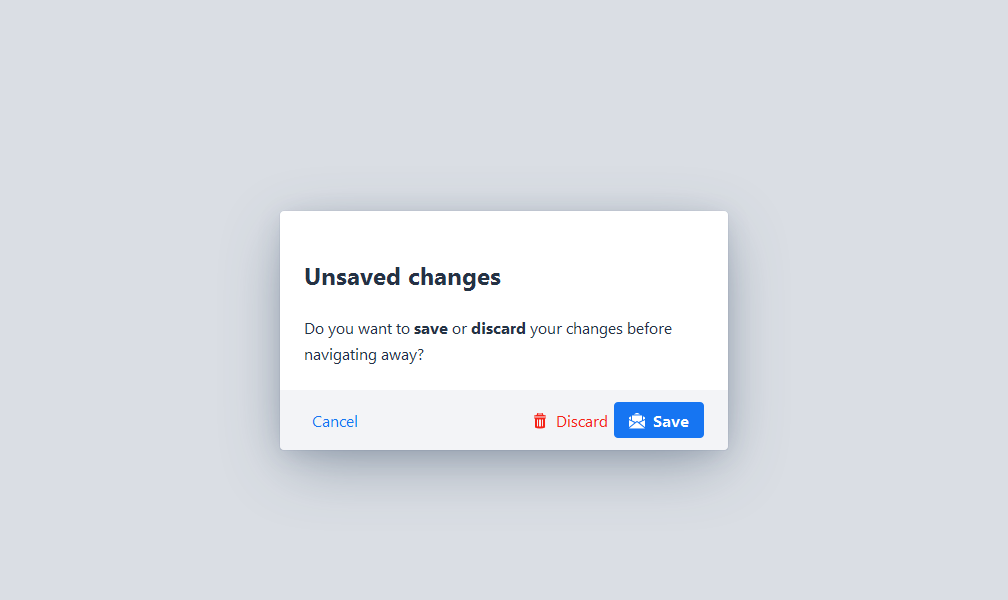 Unsaved changes
Do you want to save or discard your changes before
navigating away?
Cancel Discard Save